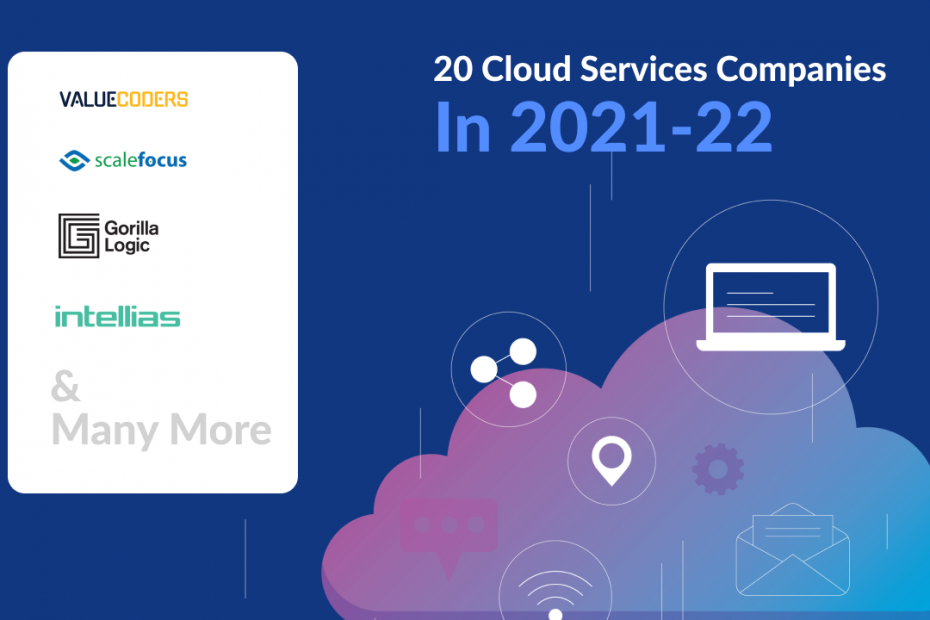 20 Cloud Services Companies
In 2021-22
VALUECODERS
scalefocus
Gorilla
Logic
intellias
&
Many More